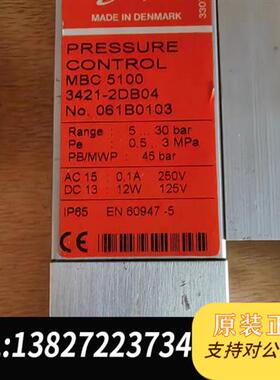 MADE IN DENMARK
330
PRESSURE
CONTROL
MBC 5100
3421-2DB04
No. 061B0103
Range : 5 ... 30 bar
Pe : 0.5 ... 3 MPa
PB/MWP : 45 bar
AC 15 : 0.1A 250V
DC 13 : 12W 125V
IP65 EN 60947 -5
CE
:13827223734
原装正品
支持对公/